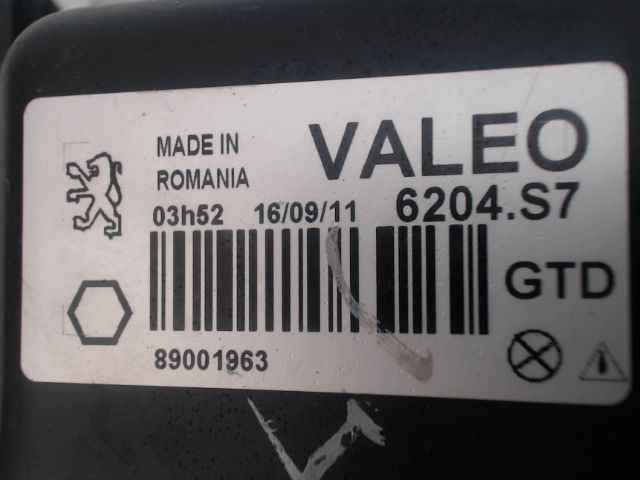 MADE IN
ROMANIA
VALEO
03h52 16/09/11 6204.S7
GTD
89001963